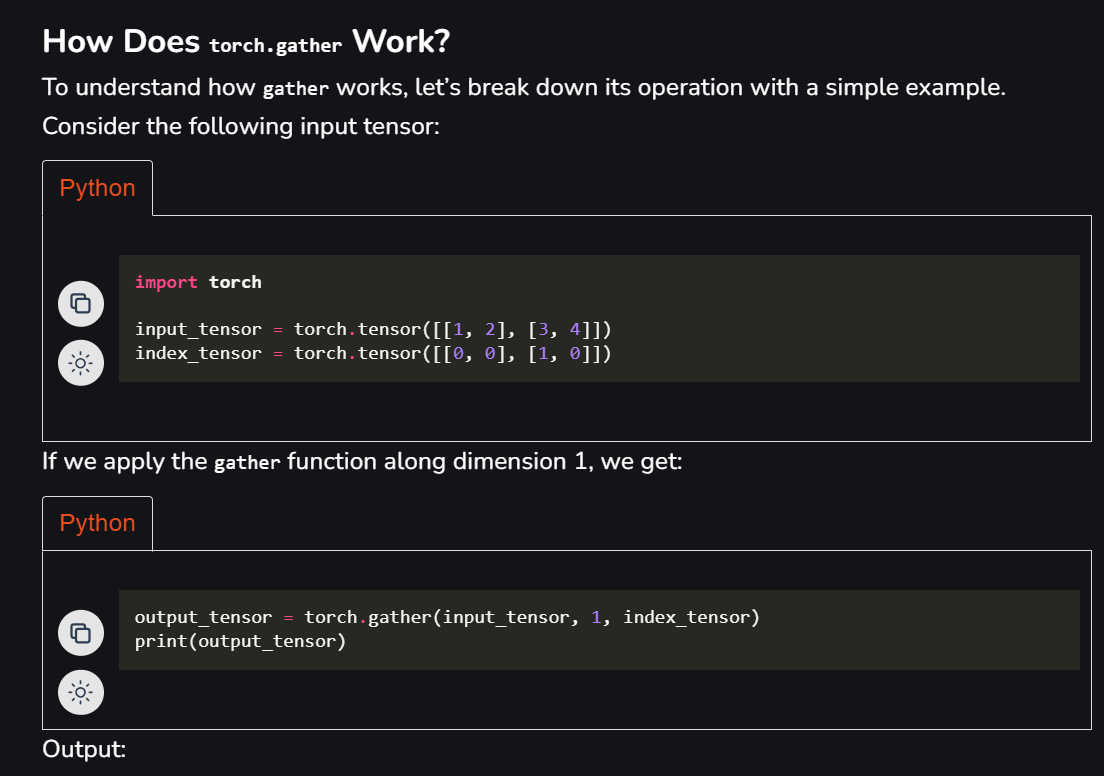 How Does torch.gather Work?
To understand how gather works, let’s break down its operation with a simple example.
Consider the following input tensor:
Python
import torch
input_tensor = torch.tensor([[1, 2], [3, 4]])
index_tensor = torch.tensor([[0, 0], [1, 0]])
If we apply the gather function along dimension 1, we get:
Python
output_tensor = torch.gather(input_tensor, 1, index_tensor)
print(output_tensor)
Output: